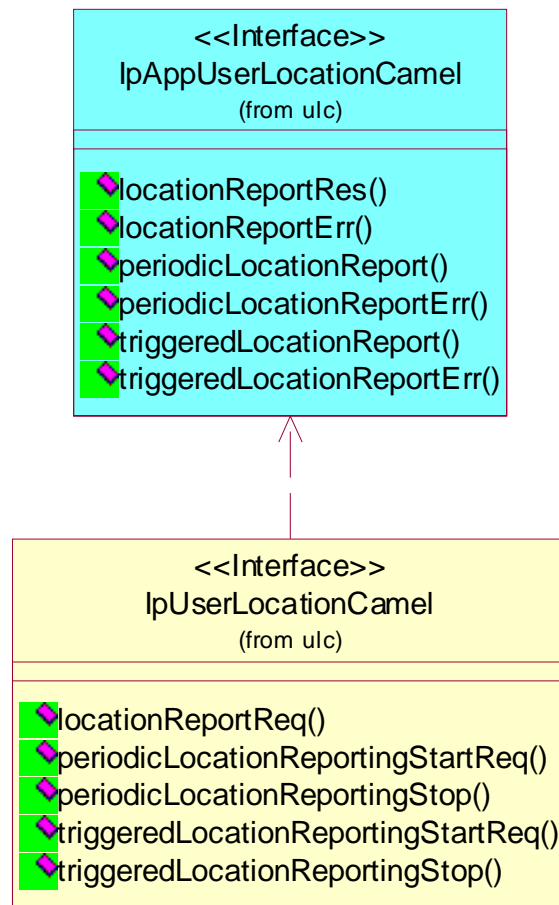 <<Interface>>
IpAppUserLocationCamel
(from ulc)
locationReportRes()
locationReportErr()
periodicLocationReport()
periodicLocationReportErr()
triggeredLocationReport()
triggeredLocationReportErr()
<<Interface>>
IpUserLocationCamel
(from ulc)
locationReportReq()
periodicLocationReportingStartReq()
periodicLocationReportingStop()
triggeredLocationReportingStartReq()
triggeredLocationReportingStop()